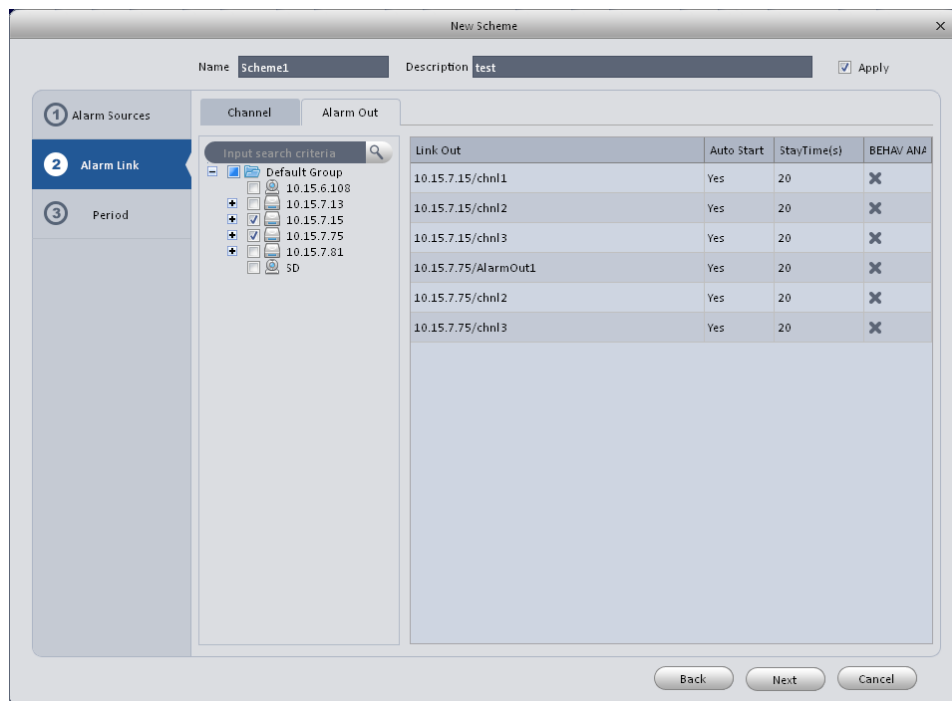 New Scheme
Name Scheme1 Description test Apply
1 Alarm Sources
2 Alarm Link
3 Period
Channel Alarm Out
Input search criteria
Default Group
10.15.6.108
10.15.7.13
10.15.7.15
10.15.7.75
10.15.7.81
SD
Link Out Auto Start StayTime(s) BEHAV ANA
10.15.7.15/chnl1 Yes 20
10.15.7.15/chnl2 Yes 20
10.15.7.15/chnl3 Yes 20
10.15.7.75/AlarmOut1 Yes 20
10.15.7.75/chnl2 Yes 20
10.15.7.75/chnl3 Yes 20
Back Next Cancel